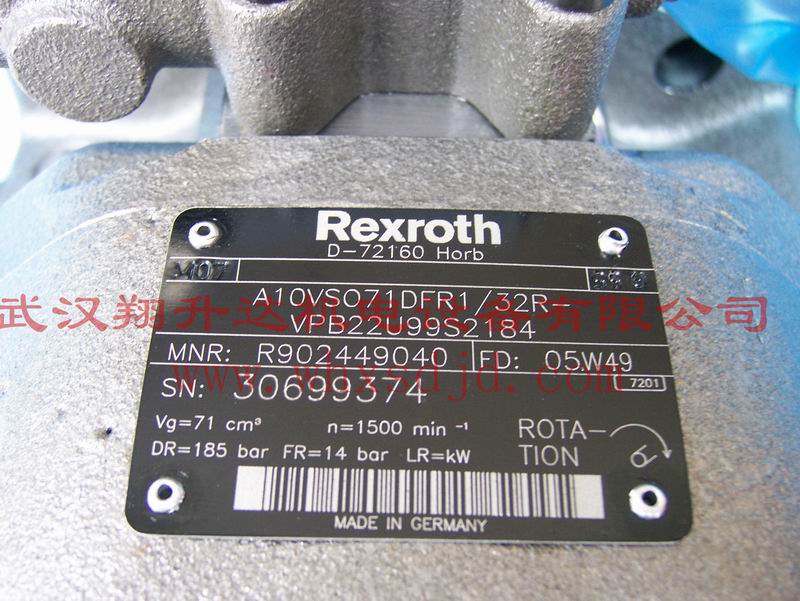 Rexroth
D-72160 Horb
M07
A10VSO71DFR1/32R-
武汉翔升达机电设备有限公司
VPB22U99S2184
MNR: R902449040 FD: 05W49
www.whxsdjd.com
7201
SN: 30699374
Vg=71 cm³ n=1500 min ⁻¹
DR=185 bar FR=14 bar LR=kW
ROTA-
TION
MADE IN GERMANY